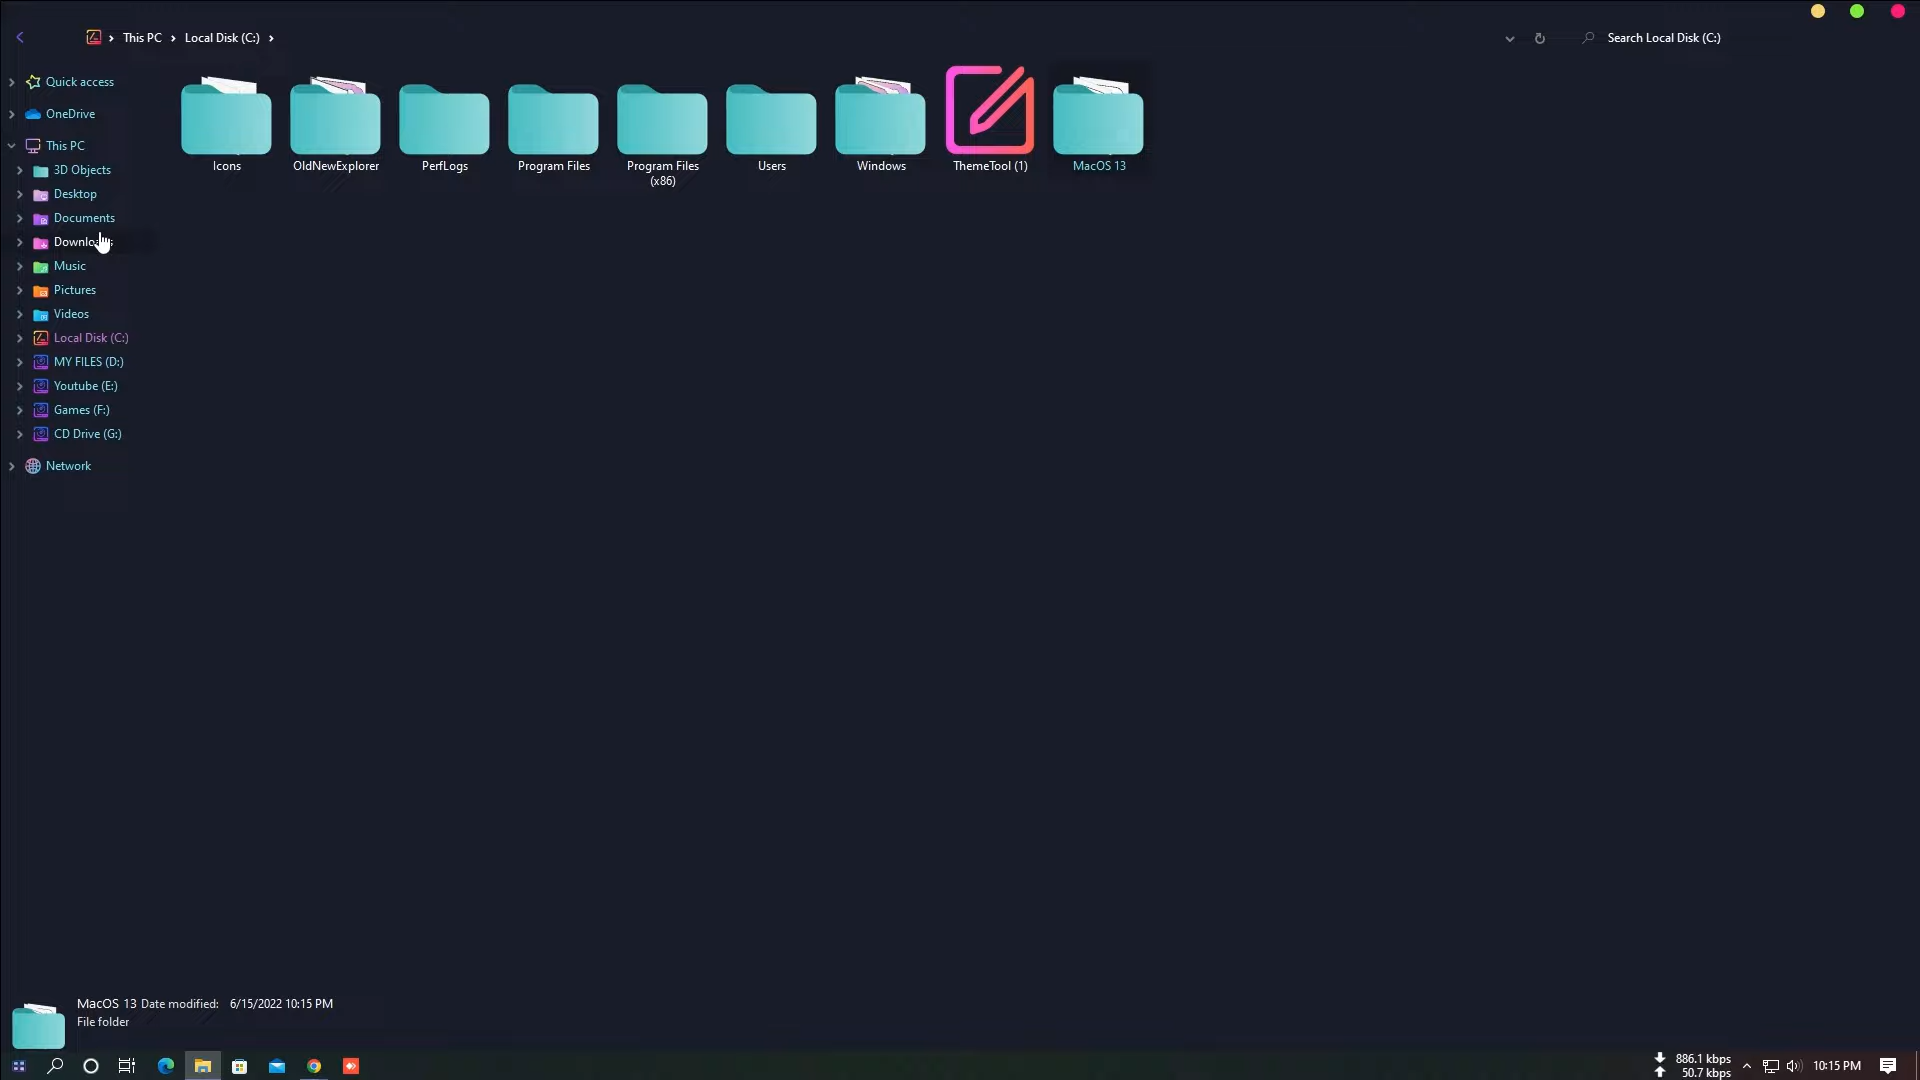 This PC
Local Disk (C:)
Search Local Disk (C:)
Quick access
OneDrive
This PC
3D Objects
Desktop
Documents
Music
Pictures
Videos
Local Disk (C:)
MY FILES (D:)
Youtube (E:)
Games (F:)
CD Drive (G:)
Network
Icons
OldNewExplorer
PerfLogs
Program Files
Program Files
(x86)
Users
Windows
ThemeTool (1)
MacOS 13
MacOS 13 Date modified: 6/15/2022 10:15 PM
File folder
886.1 kbps
50.7 kbps
10:15 PM